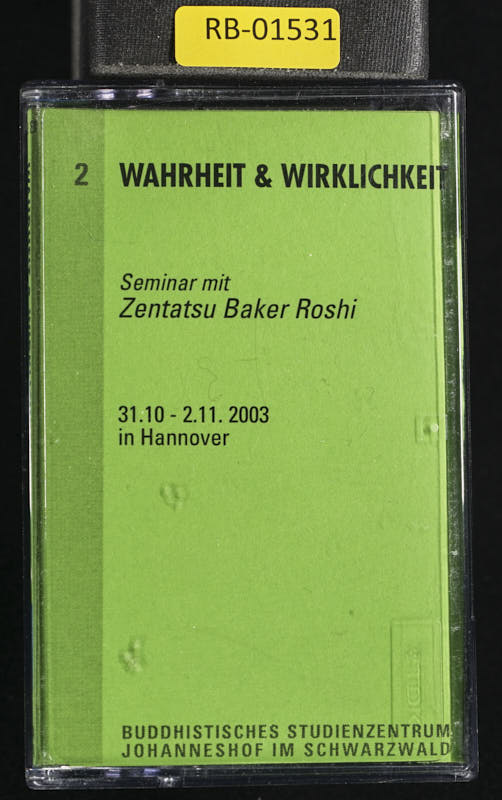 RB-01531
2 WAHRHEIT & WIRKLICHKEIT
Seminar mit
Zentatsu Baker Roshi
31.10 - 2.11. 2003
in Hannover
BUDDHISTISCHES STUDIENZENTRUM
JOHANNESHOF IM SCHWARZWALD